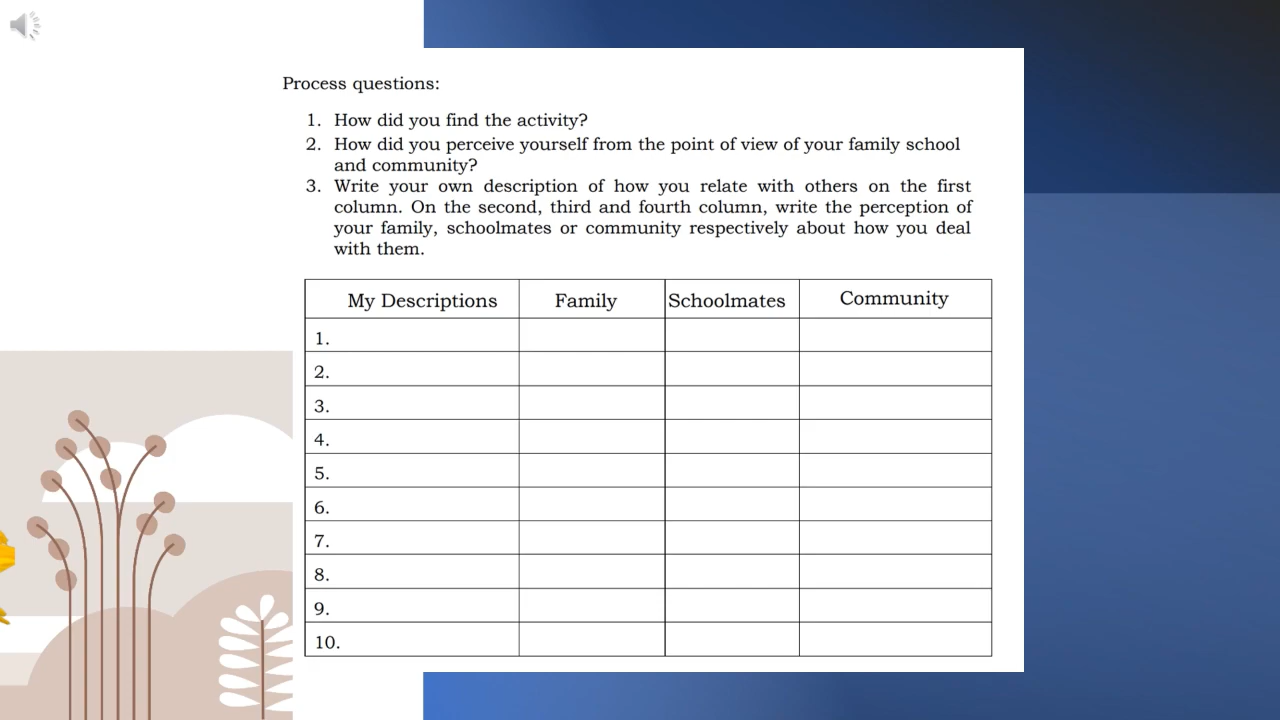 Process questions:
1. How did you find the activity?
2. How did you perceive yourself from the point of view of your family school
and community?
3. Write your own description of how you relate with others on the first
column. On the second, third and fourth column, write the perception of
your family, schoolmates or community respectively about how you deal
with them.
My Descriptions Family Schoolmates Community
1.
2.
3.
4.
5.
6.
7.
8.
9.
10.